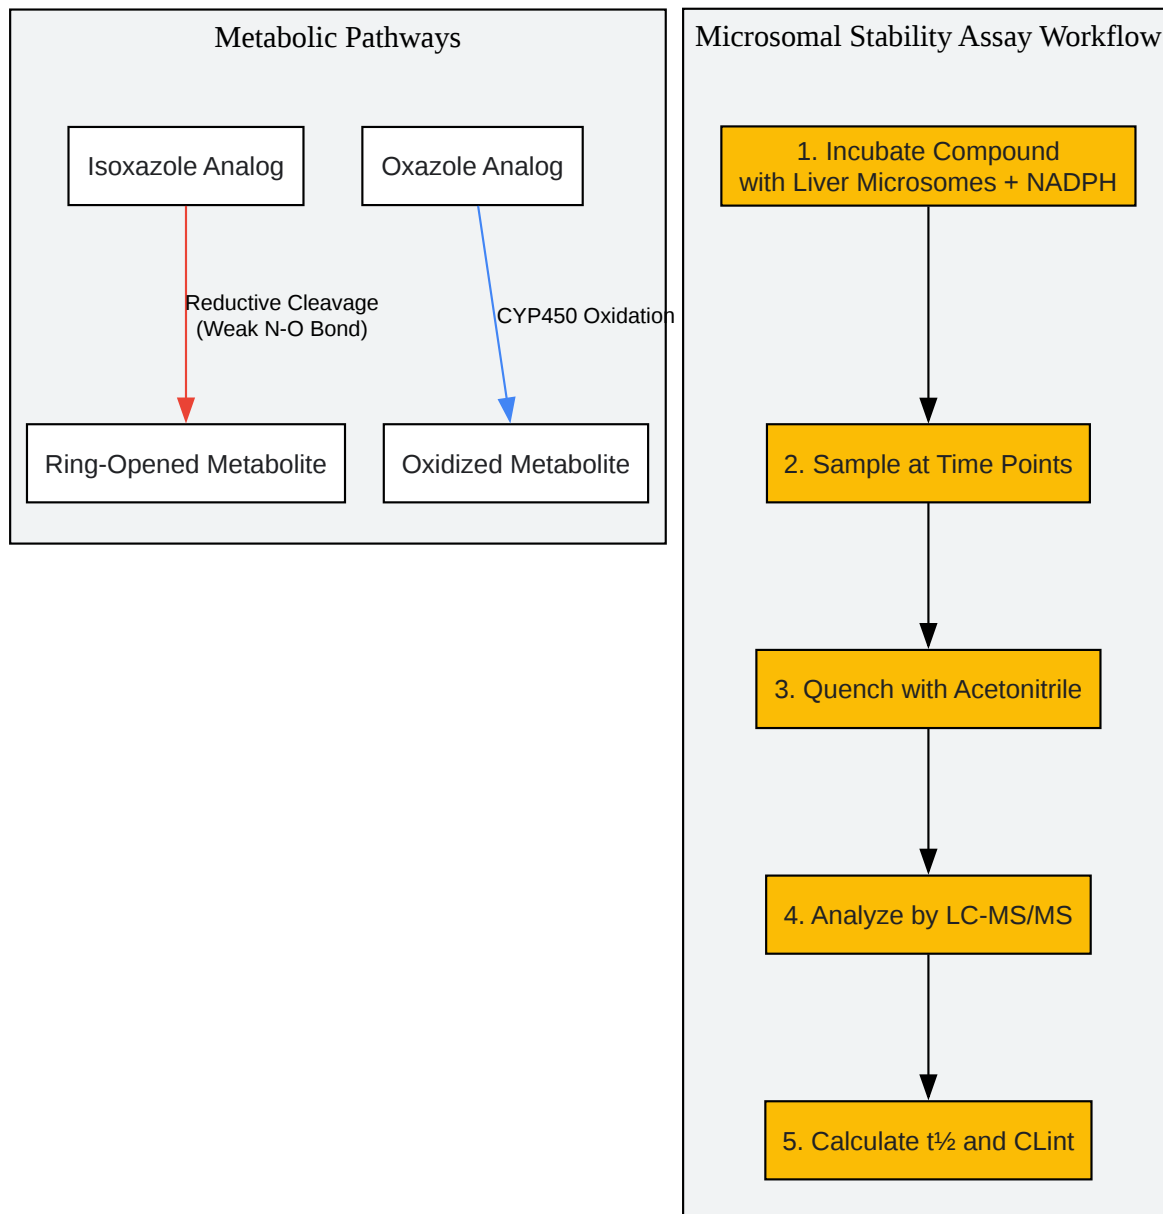 Metabolic Pathways
Isoxazole Analog
Oxazole Analog
Reductive Cleavage
(Weak N-O Bond)
CYP450 Oxidation
Ring-Opened Metabolite
Oxidized Metabolite
Microsomal Stability Assay Workflow
1. Incubate Compound
with Liver Microsomes + NADPH
2. Sample at Time Points
3. Quench with Acetonitrile
4. Analyze by LC-MS/MS
5. Calculate t½ and CLint